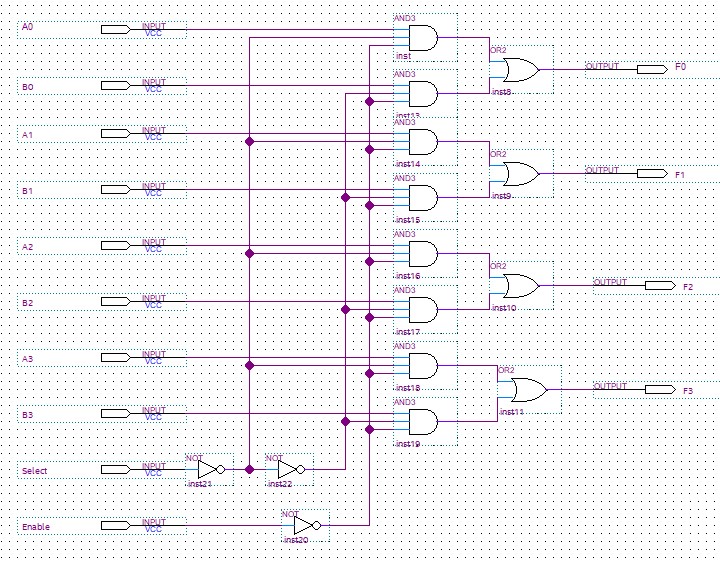 AND3
A0 INPUT
VCC
inst
OR2
OUTPUT F0
AND3
B0 INPUT
VCC
inst8
inst13
AND3
A1 INPUT
VCC
inst14
OR2
OUTPUT F1
AND3
B1 INPUT
VCC
inst9
inst15
AND3
A2 INPUT
VCC
inst16
OR2
OUTPUT F2
AND3
B2 INPUT
VCC
inst10
inst17
AND3
A3 INPUT
VCC
inst18
OR2
OUTPUT F3
AND3
B3 INPUT
VCC
inst11
inst19
NOT NOT
Select INPUT
VCC
inst21 inst22
NOT
Enable INPUT
VCC
inst20